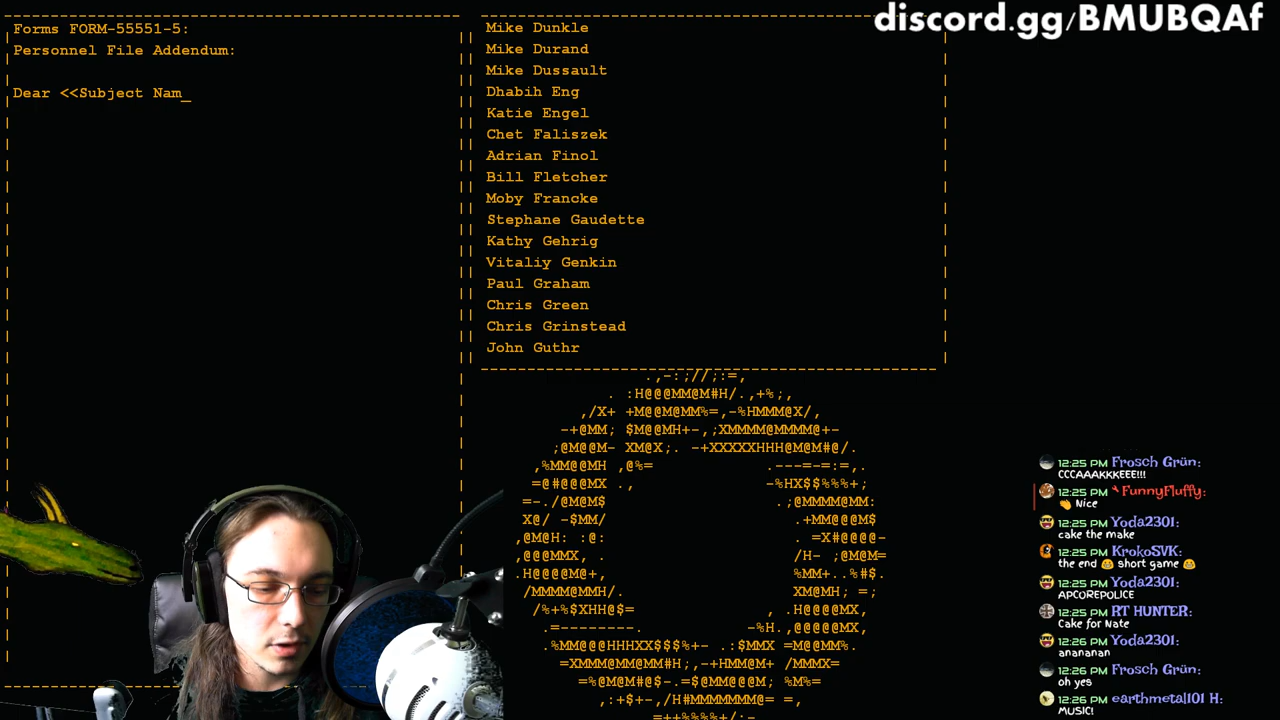 discord.gg/BMUBQAf
Forms FORM-55551-5:
Personnel File Addendum:
Dear <<Subject Nam_
Mike Dunkle
Mike Durand
Mike Dussault
Dhabih Eng
Katie Engel
Chet Faliszek
Adrian Finol
Bill Fletcher
Moby Francke
Stephane Gaudette
Kathy Gehrig
Vitaliy Genkin
Paul Graham
Chris Green
Chris Grinstead
John Guthr
12:25 PM Frosch Grün:
CCCAAAKKKEEE!!!
12:25 PM FunnyFluffy:
Nice
12:25 PM Yoda2301:
cake the make
12:25 PM KrokoSVK:
the end short game
12:25 PM Yoda2301:
APCOREPOLICE
12:25 PM RT HUNTER:
Cake for Nate
12:26 PM Yoda2301:
anananan
12:26 PM Frosch Grün:
oh yes
12:26 PM earthmetal101 H:
MUSIC!